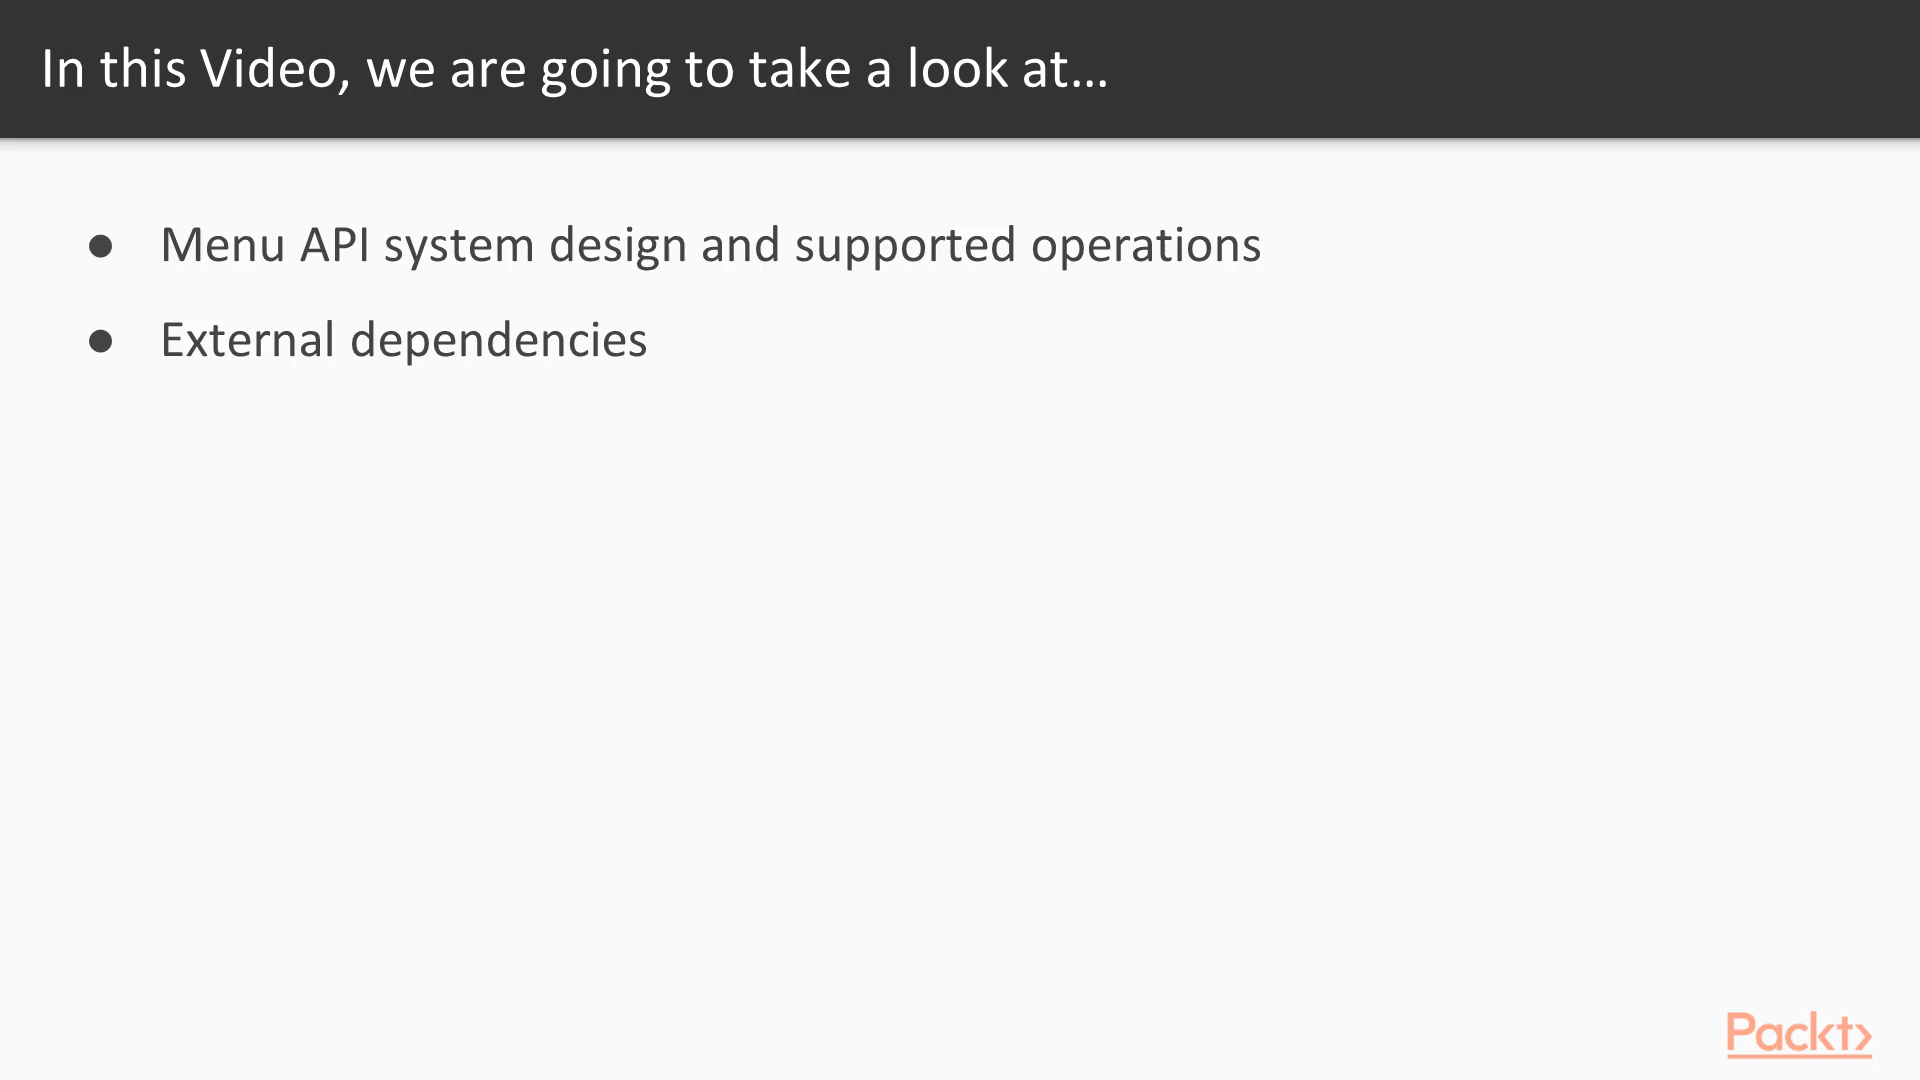 In this Video, we are going to take a look at...
● Menu API system design and supported operations
● External dependencies
Packt>